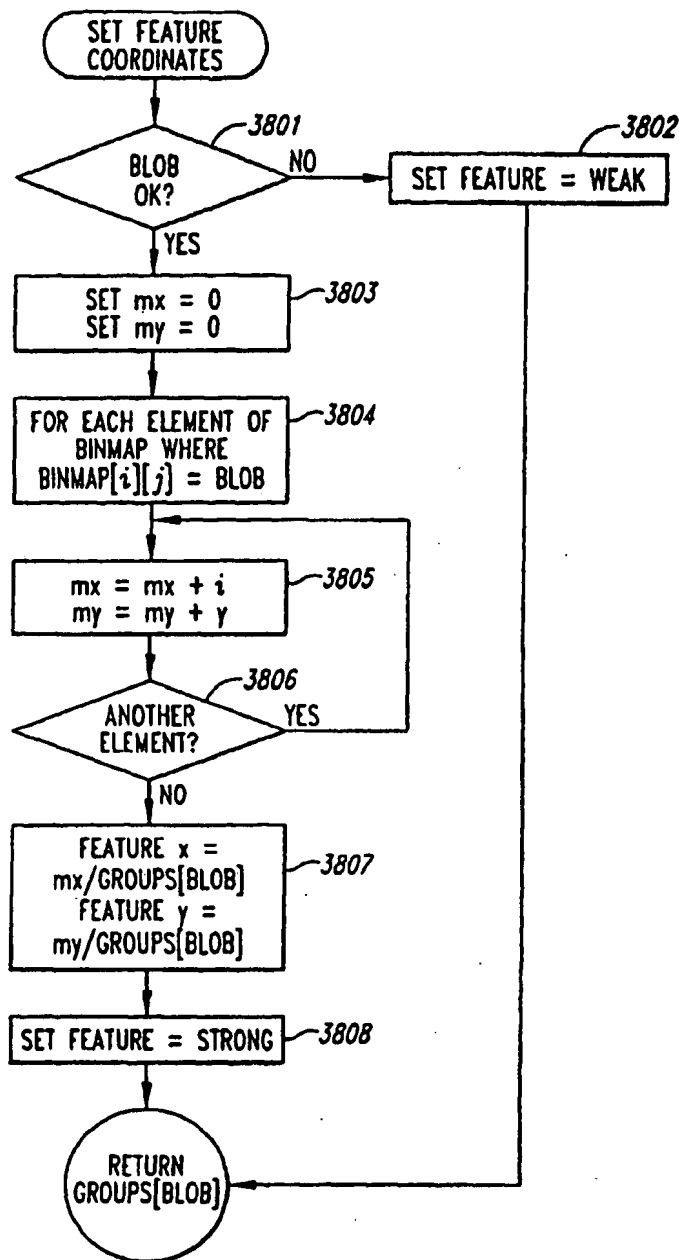 SET FEATURE
COORDINATES
3801
BLOB
OK?
NO
3802
SET FEATURE = WEAK
YES
SET mx = 0
SET my = 0
3803
FOR EACH ELEMENT OF
BINMAP WHERE
BINMAP[i][j] = BLOB
3804
mx = mx + i
my = my + y
3805
3806
ANOTHER
ELEMENT?
YES
NO
FEATURE x =
mx/GROUPS[BLOB]
FEATURE y =
my/GROUPS[BLOB]
3807
SET FEATURE = STRONG
3808
RETURN
GROUPS[BLOB]